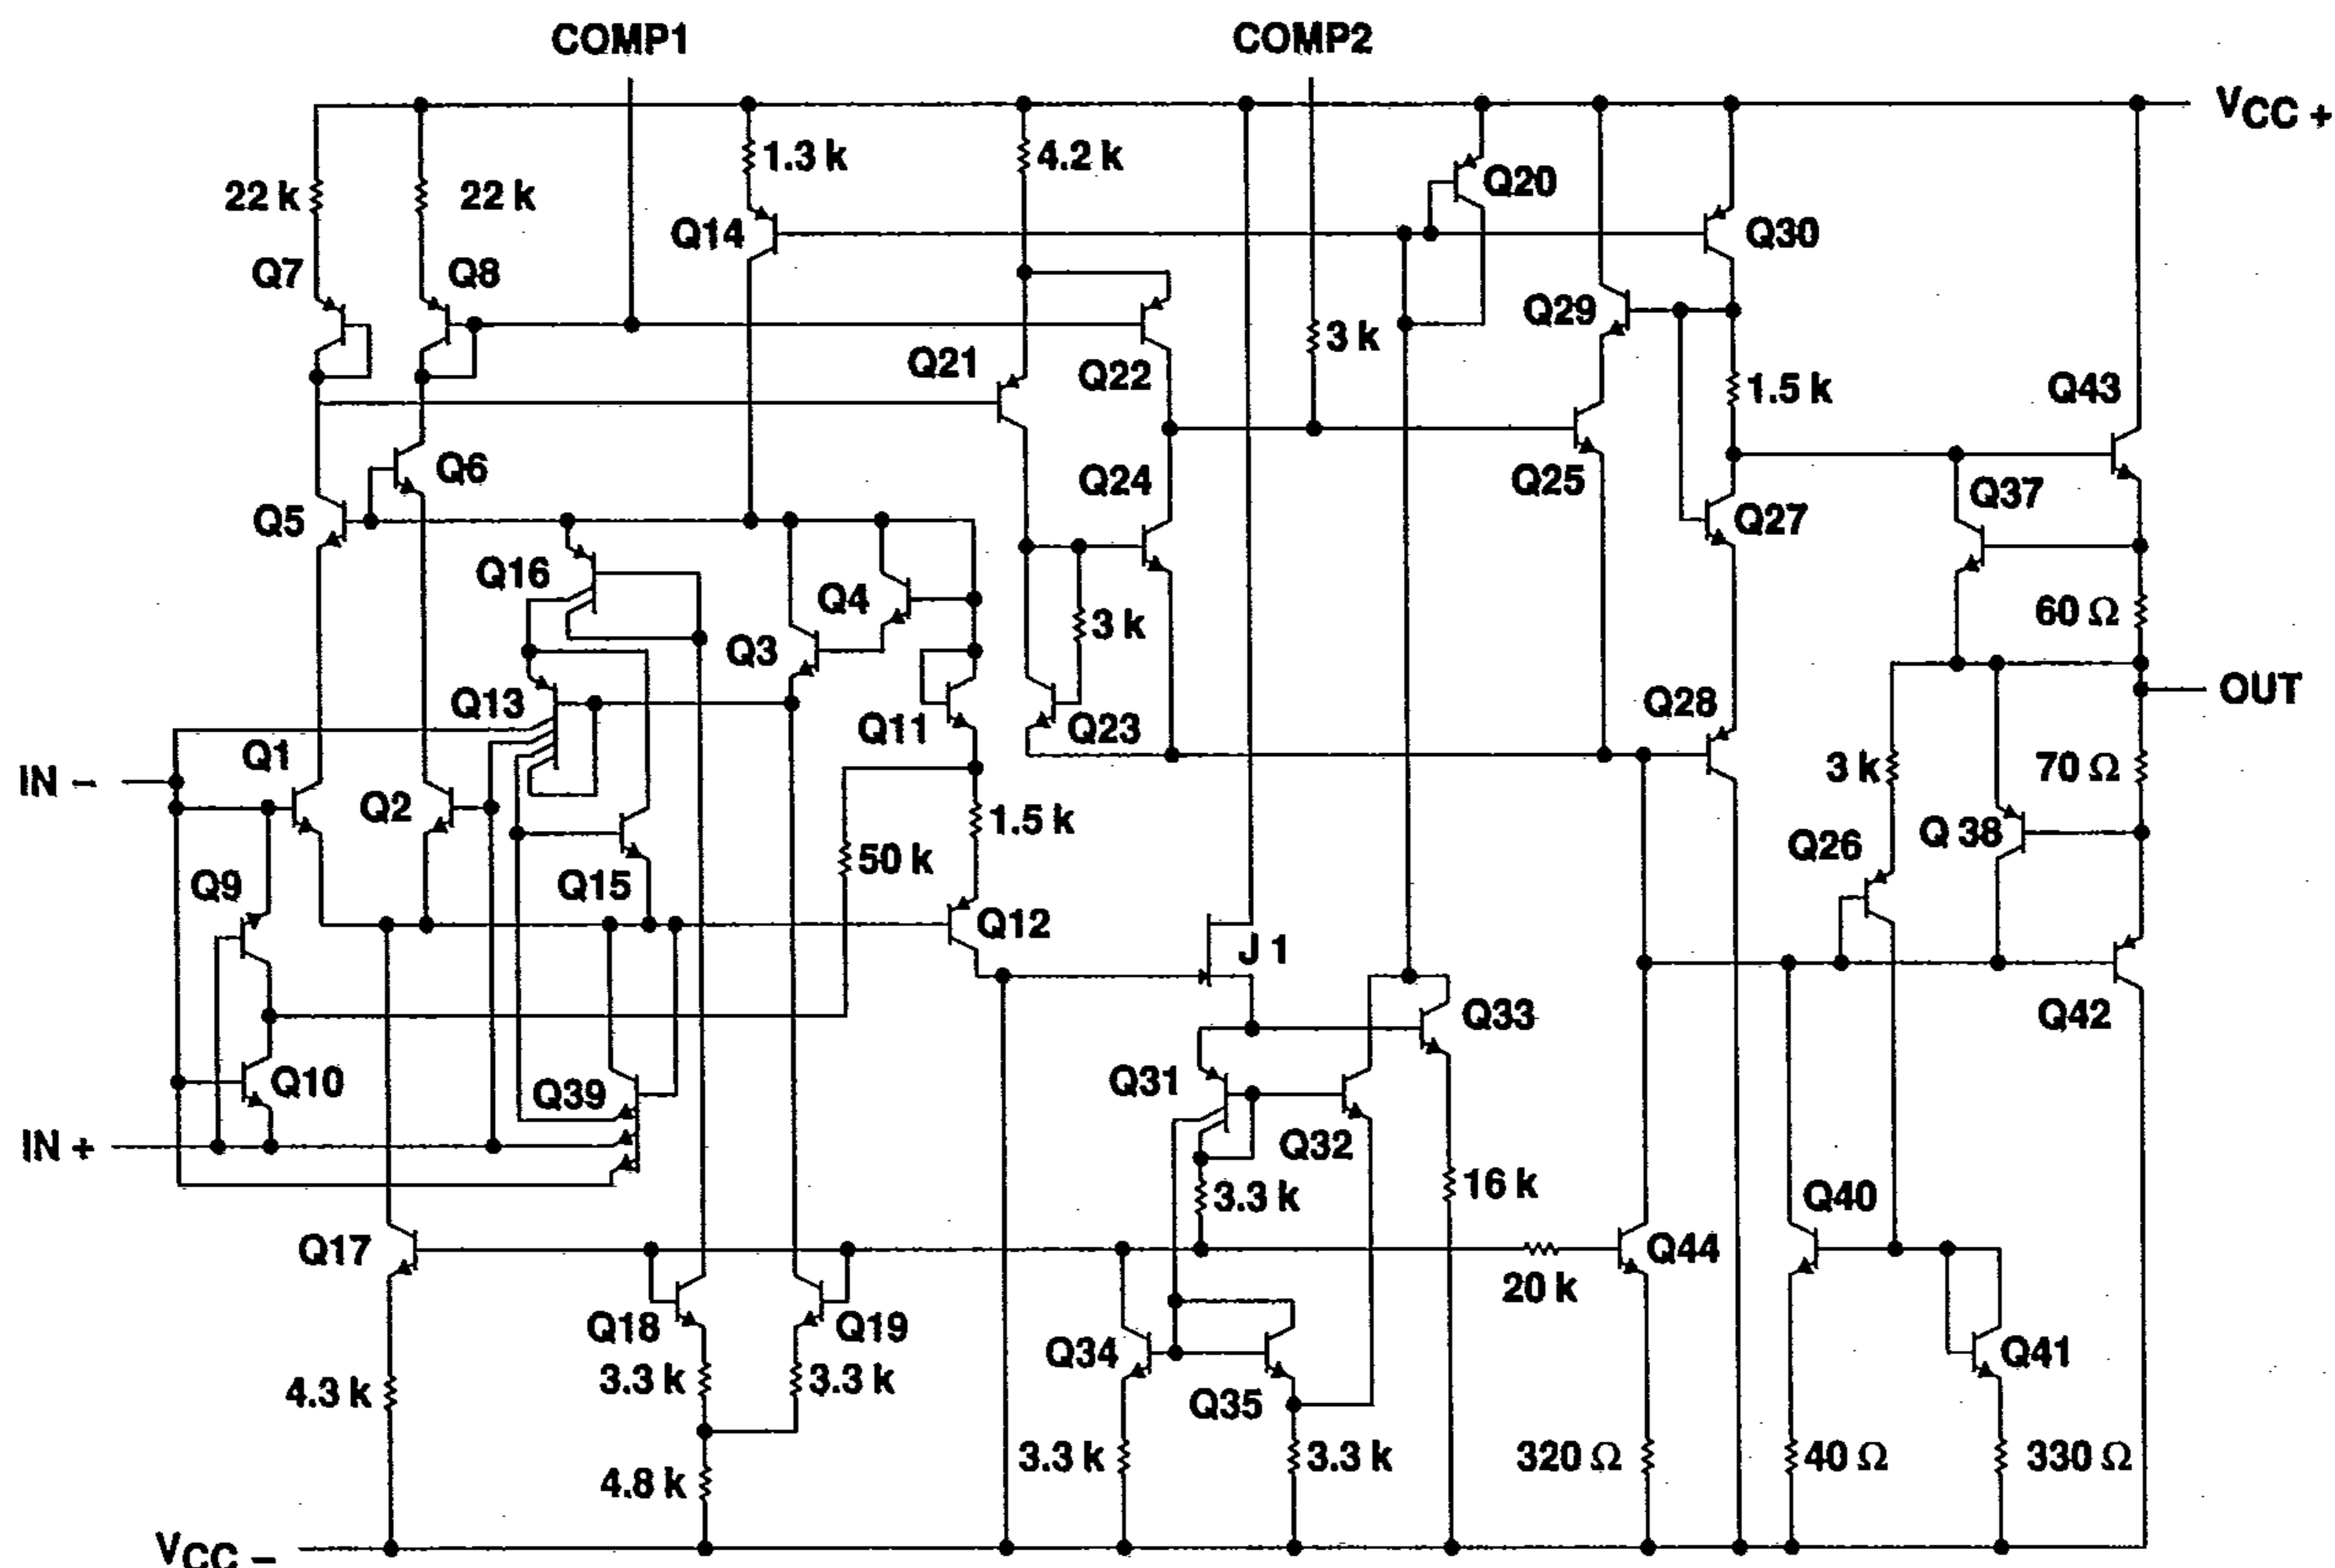 COMP1
COMP2
VCC +
1.3 k
4.2 k
22 k
22 k
Q20
Q14
Q30
Q7
Q8
Q29
3 k
Q21
Q22
1.5 k
Q43
Q6
Q24
Q25
Q37
Q5
Q27
Q16
Q4
3 k
60 Ω
Q3
OUT
Q13
Q11
Q23
Q28
Q1
IN –
Q2
3 k
70 Ω
1.5 k
Q26
Q 38
50 k
Q9
Q15
Q12
J 1
Q33
Q42
Q10
Q31
Q39
IN +
Q32
3.3 k
16 k
Q40
Q17
Q44
20 k
Q18
Q19
Q34
Q41
4.3 k
3.3 k
3.3 k
Q35
3.3 k
3.3 k
320 Ω
40 Ω
330 Ω
4.8 k
VCC –